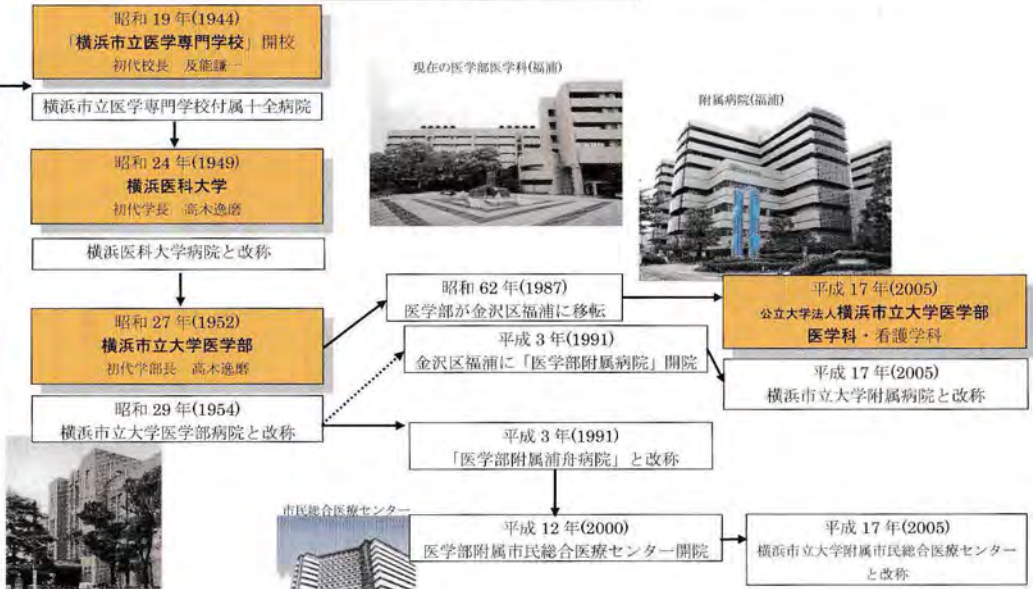 昭和 19 年(1944)
「横浜市立医学専門学校」開校
初代校長　及能謙一
横浜市立医学専門学校付属十全病院
昭和 24 年(1949)
横浜医科大学
初代学長　高木逸磨
横浜医科大学病院と改称
昭和 27 年(1952)
横浜市立大学医学部
初代学部長　高木逸磨
昭和 29 年(1954)
横浜市立大学医学部病院と改称
現在の医学部医学科(福浦)
附属病院(福浦)
昭和 62 年(1987)
医学部が金沢区福浦に移転
平成 3 年(1991)
金沢区福浦に「医学部附属病院」開院
平成 17 年(2005)
公立大学法人横浜市立大学医学部
医学科・看護学科
平成 17 年(2005)
横浜市立大学附属病院と改称
平成 3 年(1991)
「医学部附属浦舟病院」と改称
市民総合医療センター
平成 12 年(2000)
医学部附属市民総合医療センター開院
平成 17 年(2005)
横浜市立大学附属市民総合医療センター
と改称